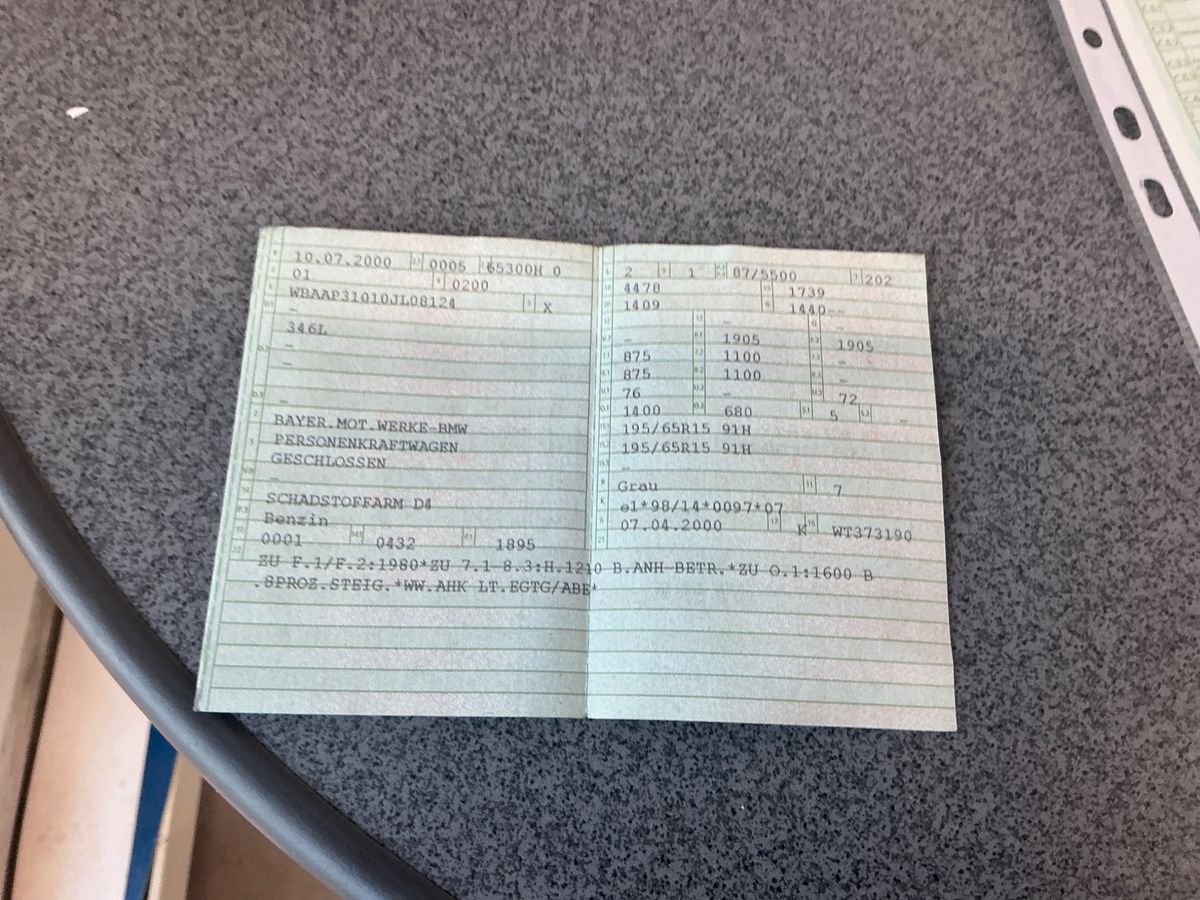 10.07.2000 0005 65300H 0
01 0200
WBAAP31010JL08124 X
–
346L
–
–
–
BAYER.MOT.WERKE-BMW
PERSONENKRAFTWAGEN
GESCHLOSSEN
–
SCHADSTOFFARM D4
Benzin
0001 0432 1895
2 1 87/5500 202
4478 1739
1409 1440--
– –
– 1905 1905
875 1100 –
875 1100 –
76 – 72
1400 680 5 –
195/65R15 91H
195/65R15 91H
–
Grau 7
e1*98/14*0097*07
07.04.2000 K WT373190
ZU F.1/F.2:1980*ZU 7.1-8.3:H.1210 B.ANH-BETR.*ZU O.1:1600 B
.8PROZ.STEIG.*WW.AHK LT.EGTG/ABE*